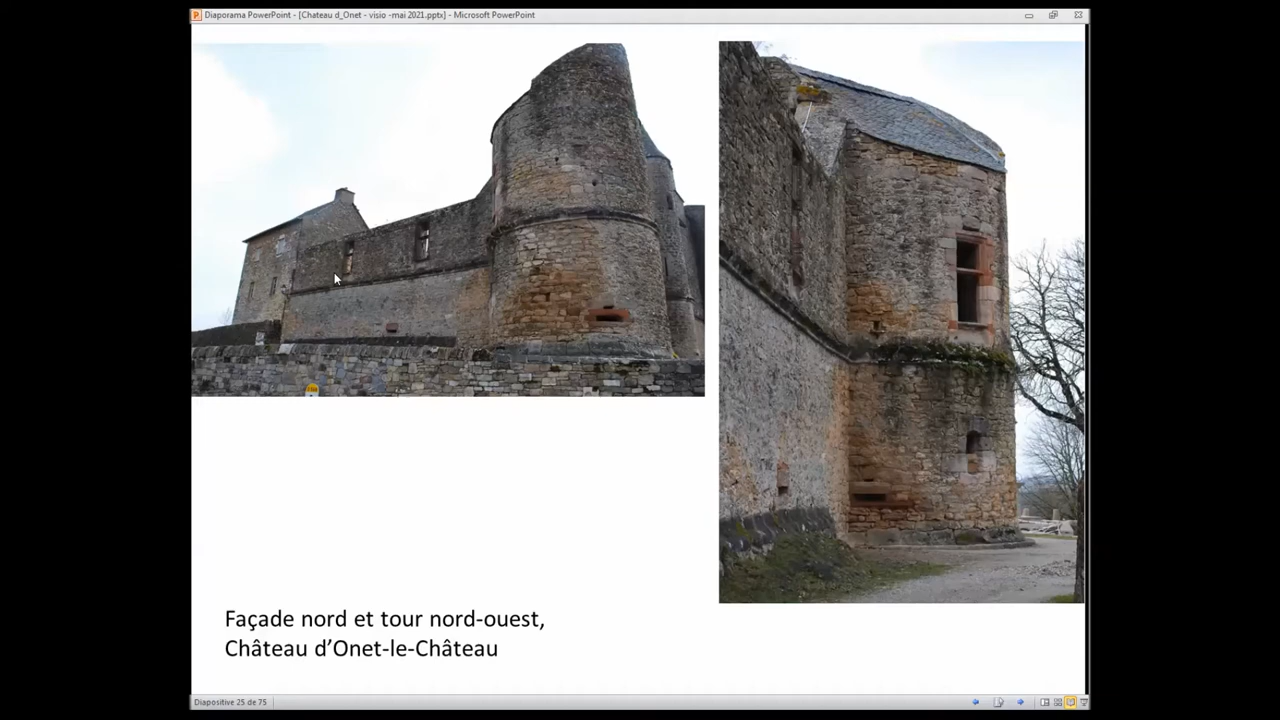 Diaporama PowerPoint - [Chateau d_Onet - visio -mai 2021.pptx] - Microsoft PowerPoint
Façade nord et tour nord-ouest,
Château d’Onet-le-Château
Diapositive 25 de 75